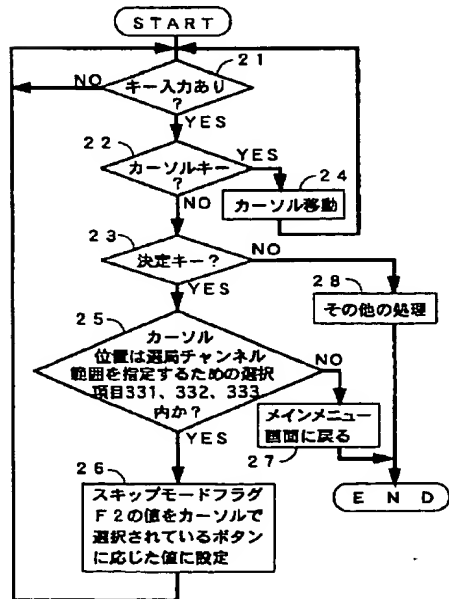 START
21
キー入力あり
?
NO
YES
22
カーソルキー
?
YES
24
カーソル移動
NO
23
決定キー?
NO
28
その他の処理
YES
25
カーソル
位置は選局チャンネル
範囲を指定するための選択
項目331、332、333
内か?
NO
メインメニュー
画面に戻る
27
YES
26
スキップモードフラグ
F2の値をカーソルで
選択されているボタン
に応じた値に設定
END